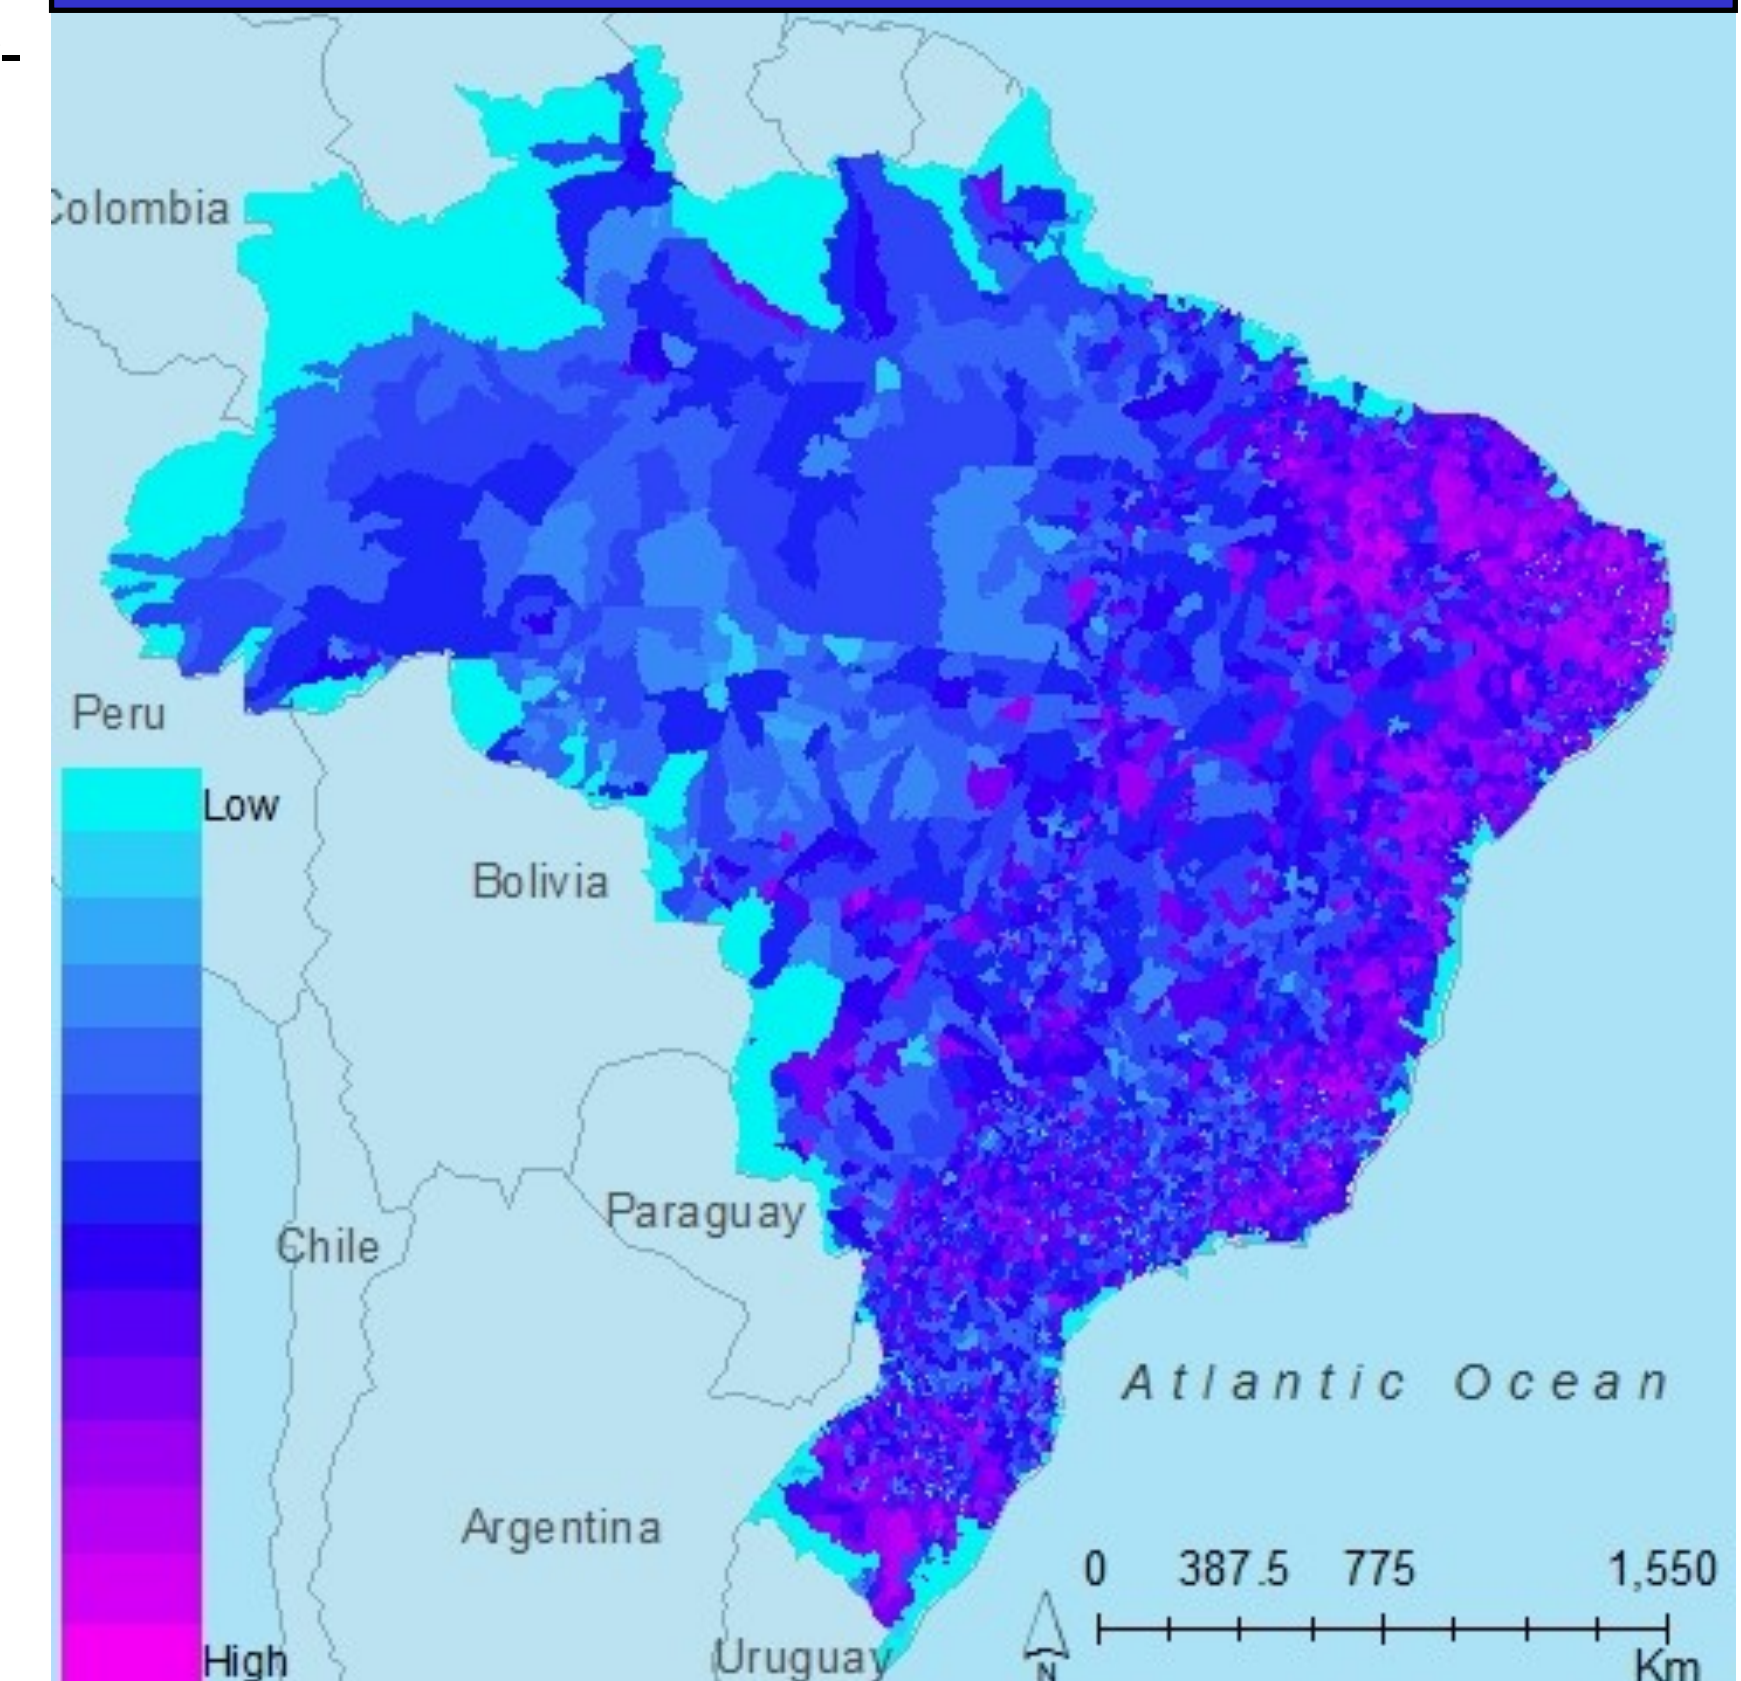 -
Colombia
Peru
Low
Bolivia
Paraguay
Chile
Atlantic Ocean
Argentina
0 387.5 775 1,550
Km
Uruguay
N
High